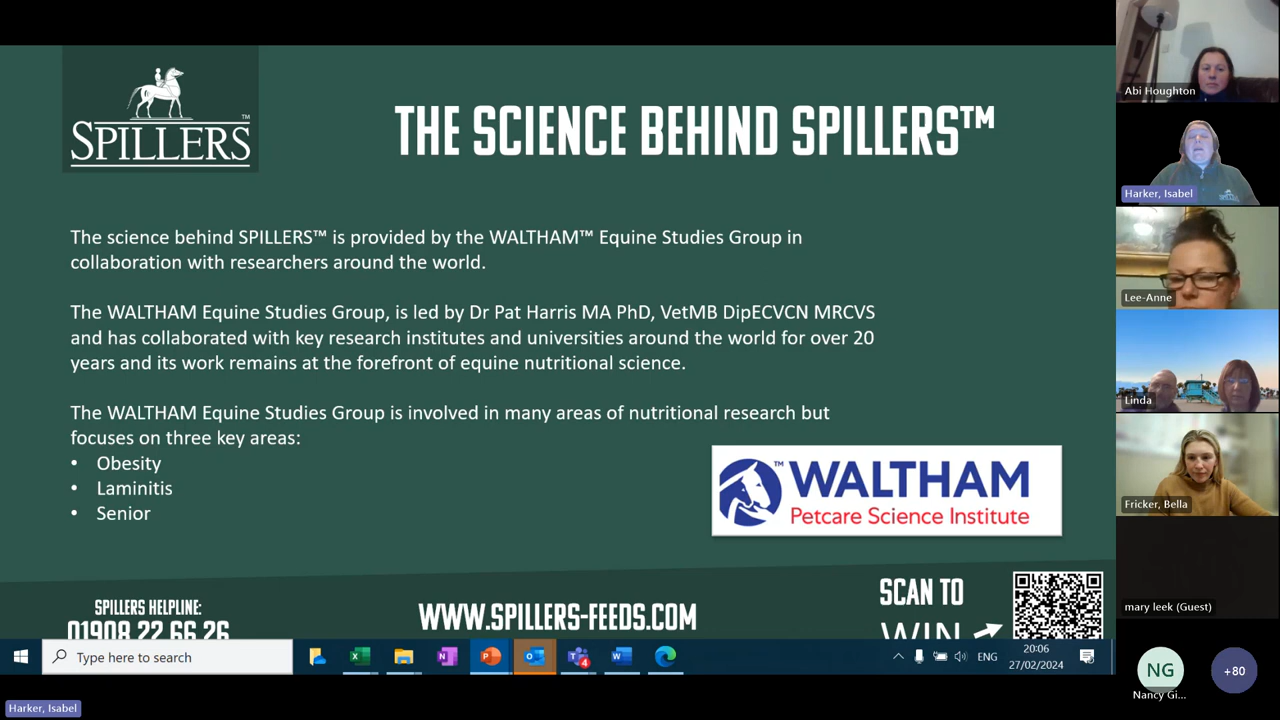 SPILLERS™
THE SCIENCE BEHIND SPILLERS™
The science behind SPILLERS™ is provided by the WALTHAM™ Equine Studies Group in
collaboration with researchers around the world.
The WALTHAM Equine Studies Group, is led by Dr Pat Harris MA PhD, VetMB DipECVCN MRCVS
and has collaborated with key research institutes and universities around the world for over 20
years and its work remains at the forefront of equine nutritional science.
The WALTHAM Equine Studies Group is involved in many areas of nutritional research but
focuses on three key areas:
• Obesity
• Laminitis
• Senior
™WALTHAM
Petcare Science Institute
SPILLERS HELPLINE:
01908 22 66 26
WWW.SPILLERS-FEEDS.COM
SCAN TO
WIN
Type here to search
4
ENG
20:06
27/02/2024
Harker, Isabel
Abi Houghton
Harker, Isabel
Lee-Anne
Linda
Fricker, Bella
mary leek (Guest)
NG
Nancy Gi...
+80